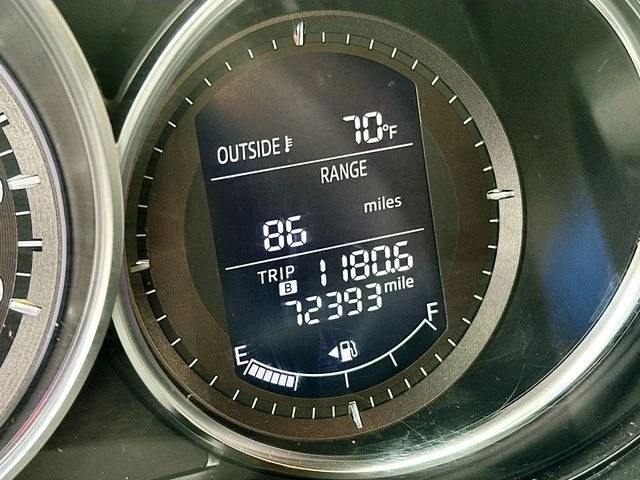 OUTSIDE 70°F
RANGE
miles
86
TRIP B 1180.6
72393 mile
E F